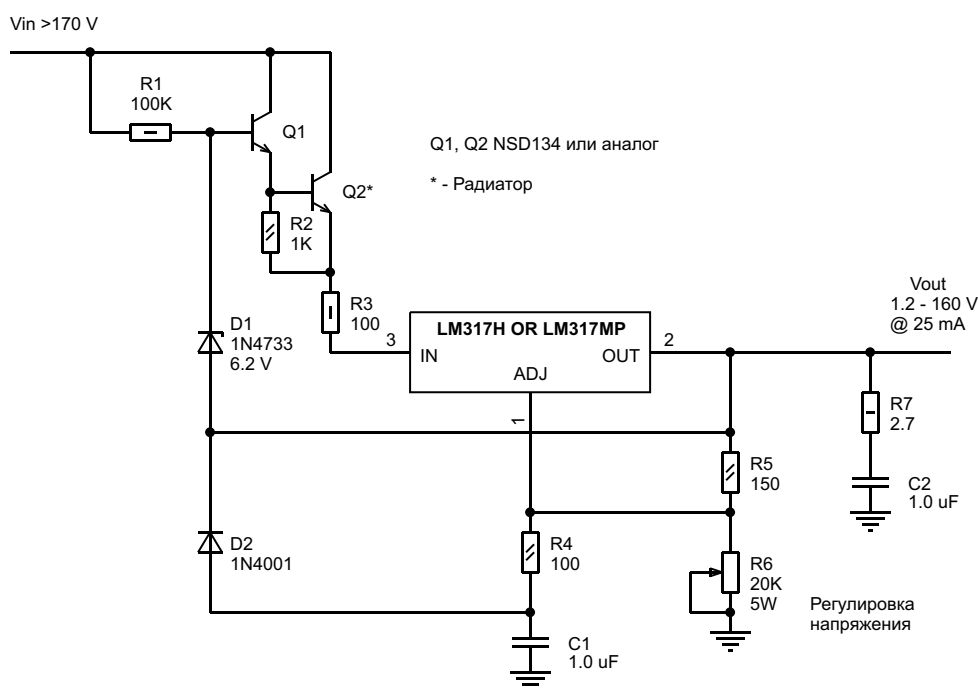 Vin >170 V
R1
100K
Q1
Q1, Q2 NSD134 или аналог
* - Радиатор
Q2*
R2
1K
R3
100
Vout
1.2 - 160 V
@ 25 mA
D1
1N4733
6.2 V
3
LM317H OR LM317MP
IN
OUT
ADJ
2
1
R7
2.7
R5
150
C2
1.0 uF
D2
1N4001
R4
100
R6
20K
5W
Регулировка
напряжения
C1
1.0 uF